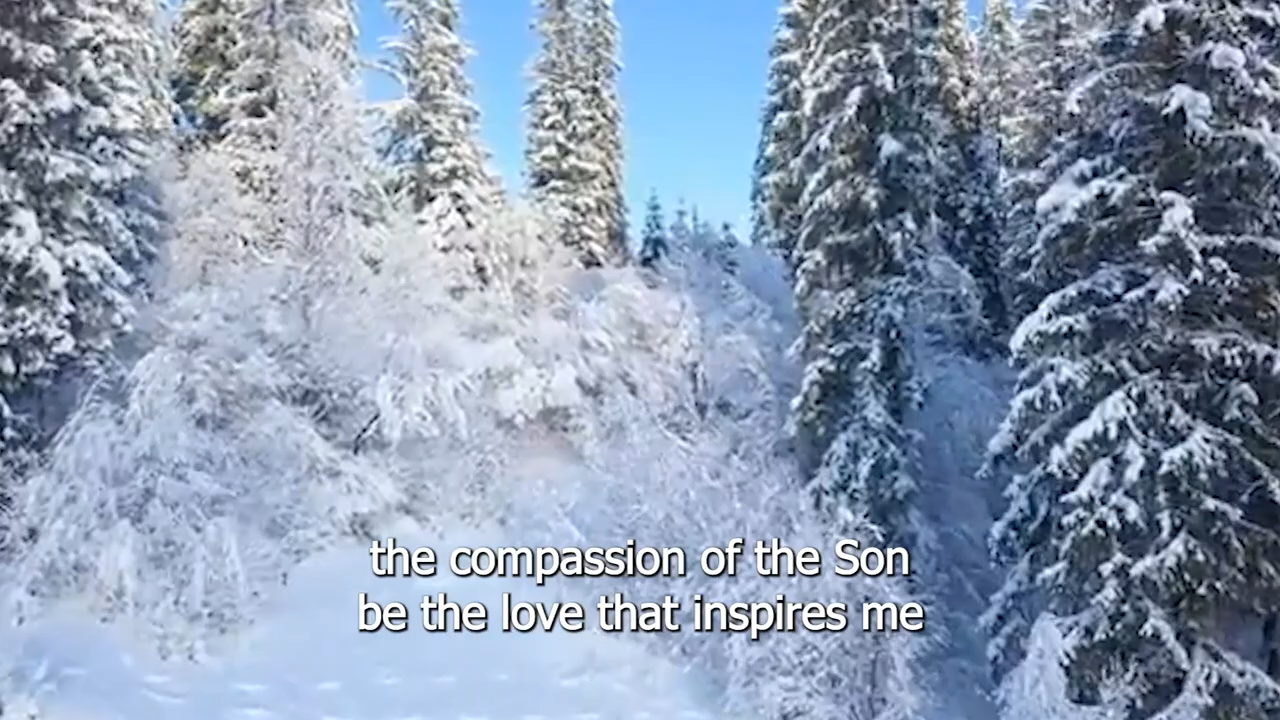 the compassion of the Son
be the love that inspires me